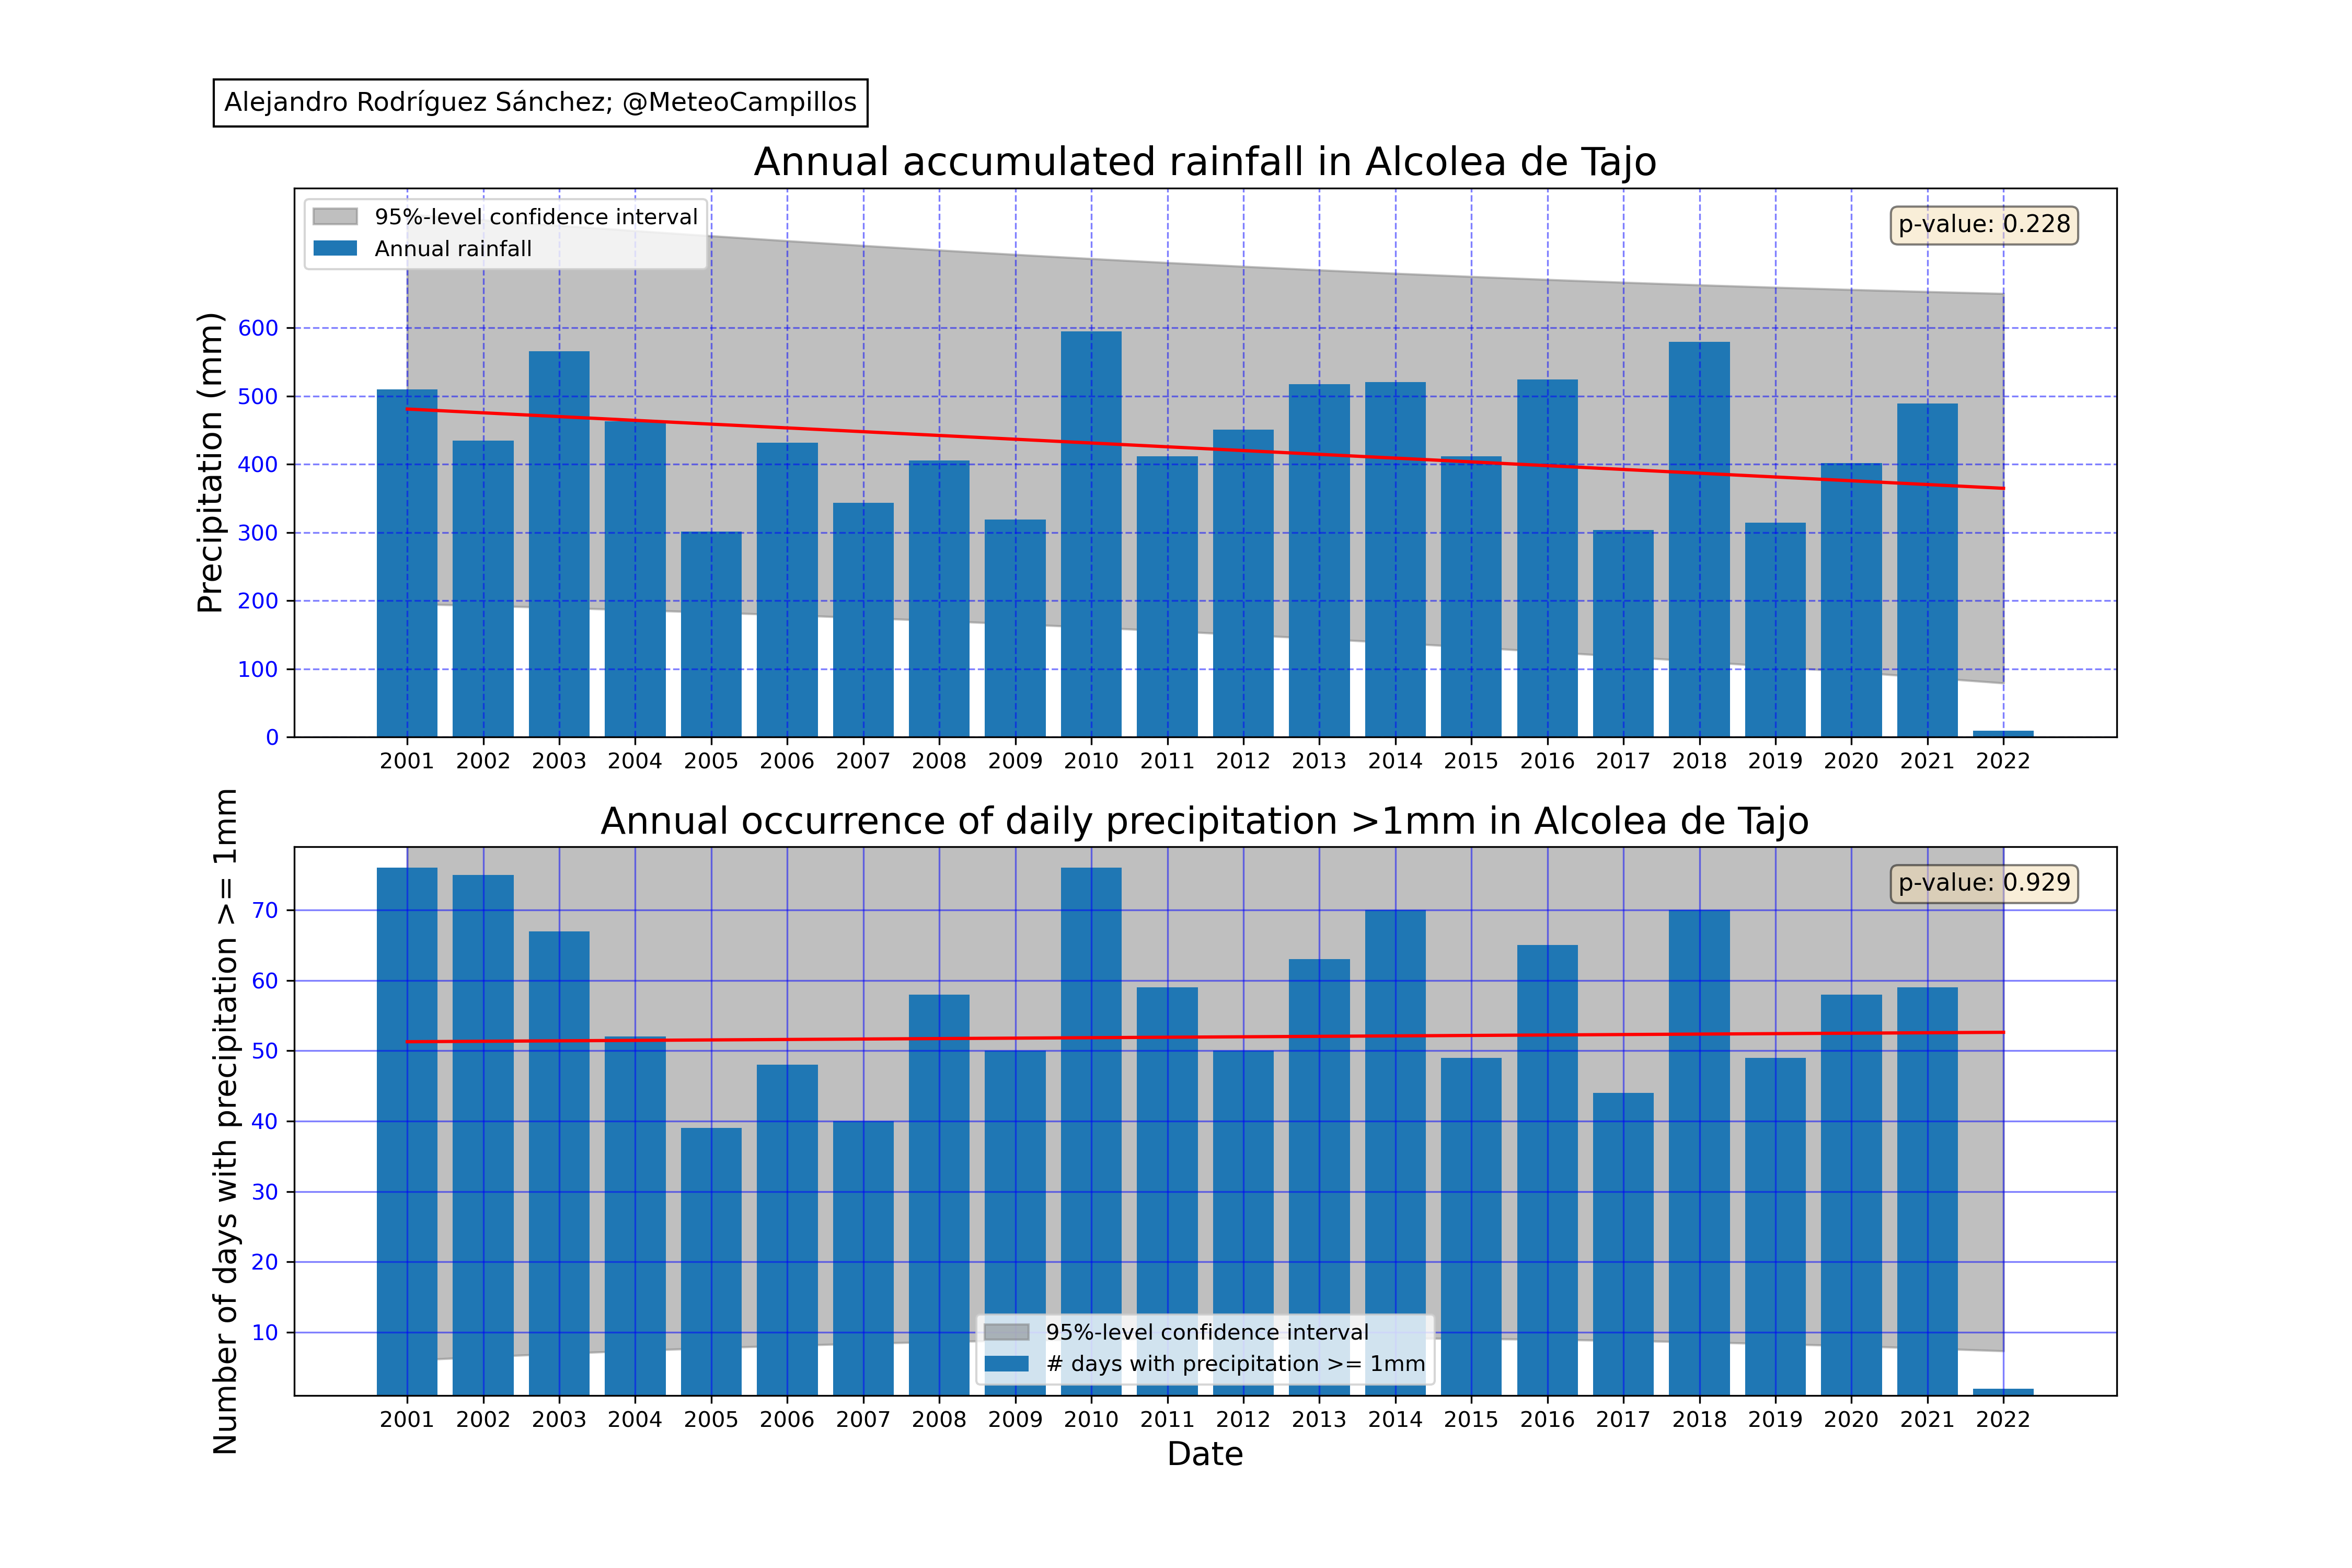 Alejandro Rodríguez Sánchez; @MeteoCampillos
Annual accumulated rainfall in Alcolea de Tajo
95%-level confidence interval
Annual rainfall
p-value: 0.228
Precipitation (mm)
600
500
400
300
200
100
0
2001 2002 2003 2004 2005 2006 2007 2008 2009 2010 2011 2012 2013 2014 2015 2016 2017 2018 2019 2020 2021 2022
Annual occurrence of daily precipitation >1mm in Alcolea de Tajo
p-value: 0.929
Number of days with precipitation >= 1mm
70
60
50
40
30
20
10
95%-level confidence interval
# days with precipitation >= 1mm
2001 2002 2003 2004 2005 2006 2007 2008 2009 2010 2011 2012 2013 2014 2015 2016 2017 2018 2019 2020 2021 2022
Date